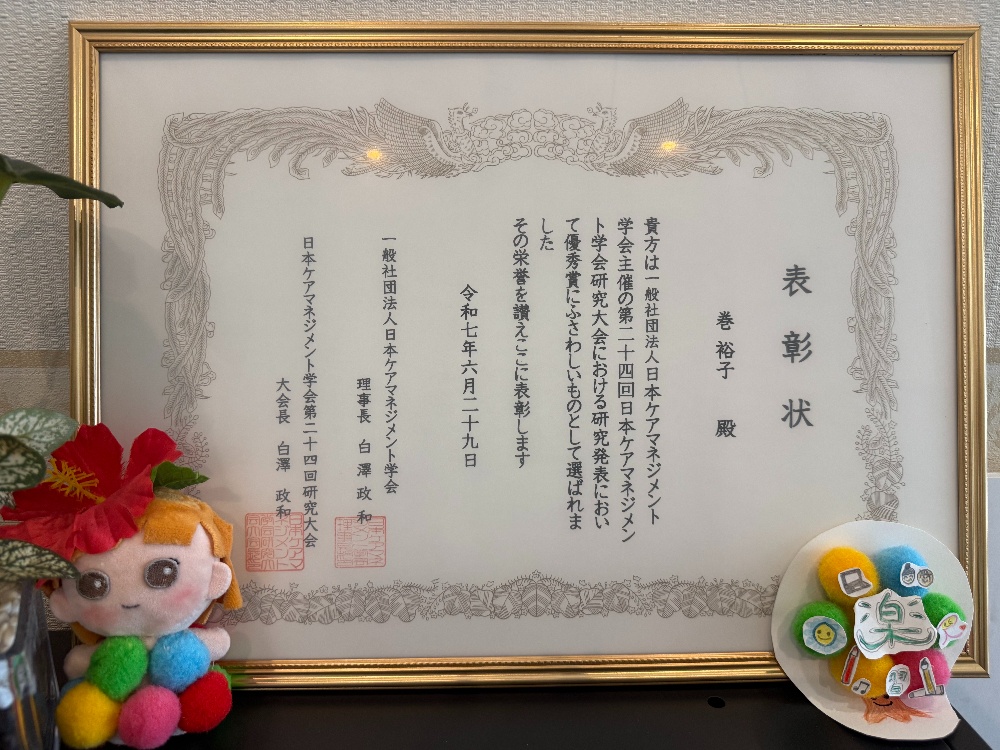 表彰状
巻 裕子 殿
貴方は一般社団法人日本ケアマネジメント
学会主催の第二十四回日本ケアマネジメン
ト学会研究大会における研究発表におい
て優秀賞にふさわしいものとして選ばれま
した
その栄誉を讃えここに表彰します
令和七年六月二十九日
一般社団法人日本ケアマネジメント学会
理事長 白澤 政和
日本ケアマネジメント学会第二十四回研究大会
大会長 白澤 政和